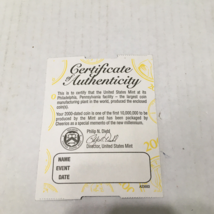 Certificate
of Authenticity
This is to certify that the United States Mint at its
Philadelphia, Pennsylvania facility – the largest coin
manufacturing plant in the world, produced the enclosed
safely.
Your 2000-dated coin is one of the first 10,000,000 to be
produced by the Mint and has been packaged by
Cheerios as a special memento of the new millennium.
Philip N. Diehl
Director, United States Mint
NAME
EVENT
DATE